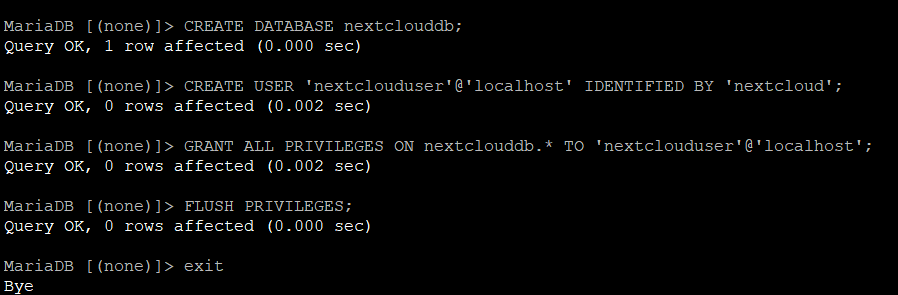 MariaDB [(none)]> CREATE DATABASE nextclouddb;
Query OK, 1 row affected (0.000 sec)
MariaDB [(none)]> CREATE USER 'nextclouduser'@'localhost' IDENTIFIED BY 'nextcloud';
Query OK, 0 rows affected (0.002 sec)
MariaDB [(none)]> GRANT ALL PRIVILEGES ON nextclouddb.* TO 'nextclouduser'@'localhost';
Query OK, 0 rows affected (0.002 sec)
MariaDB [(none)]> FLUSH PRIVILEGES;
Query OK, 0 rows affected (0.000 sec)
MariaDB [(none)]> exit
Bye